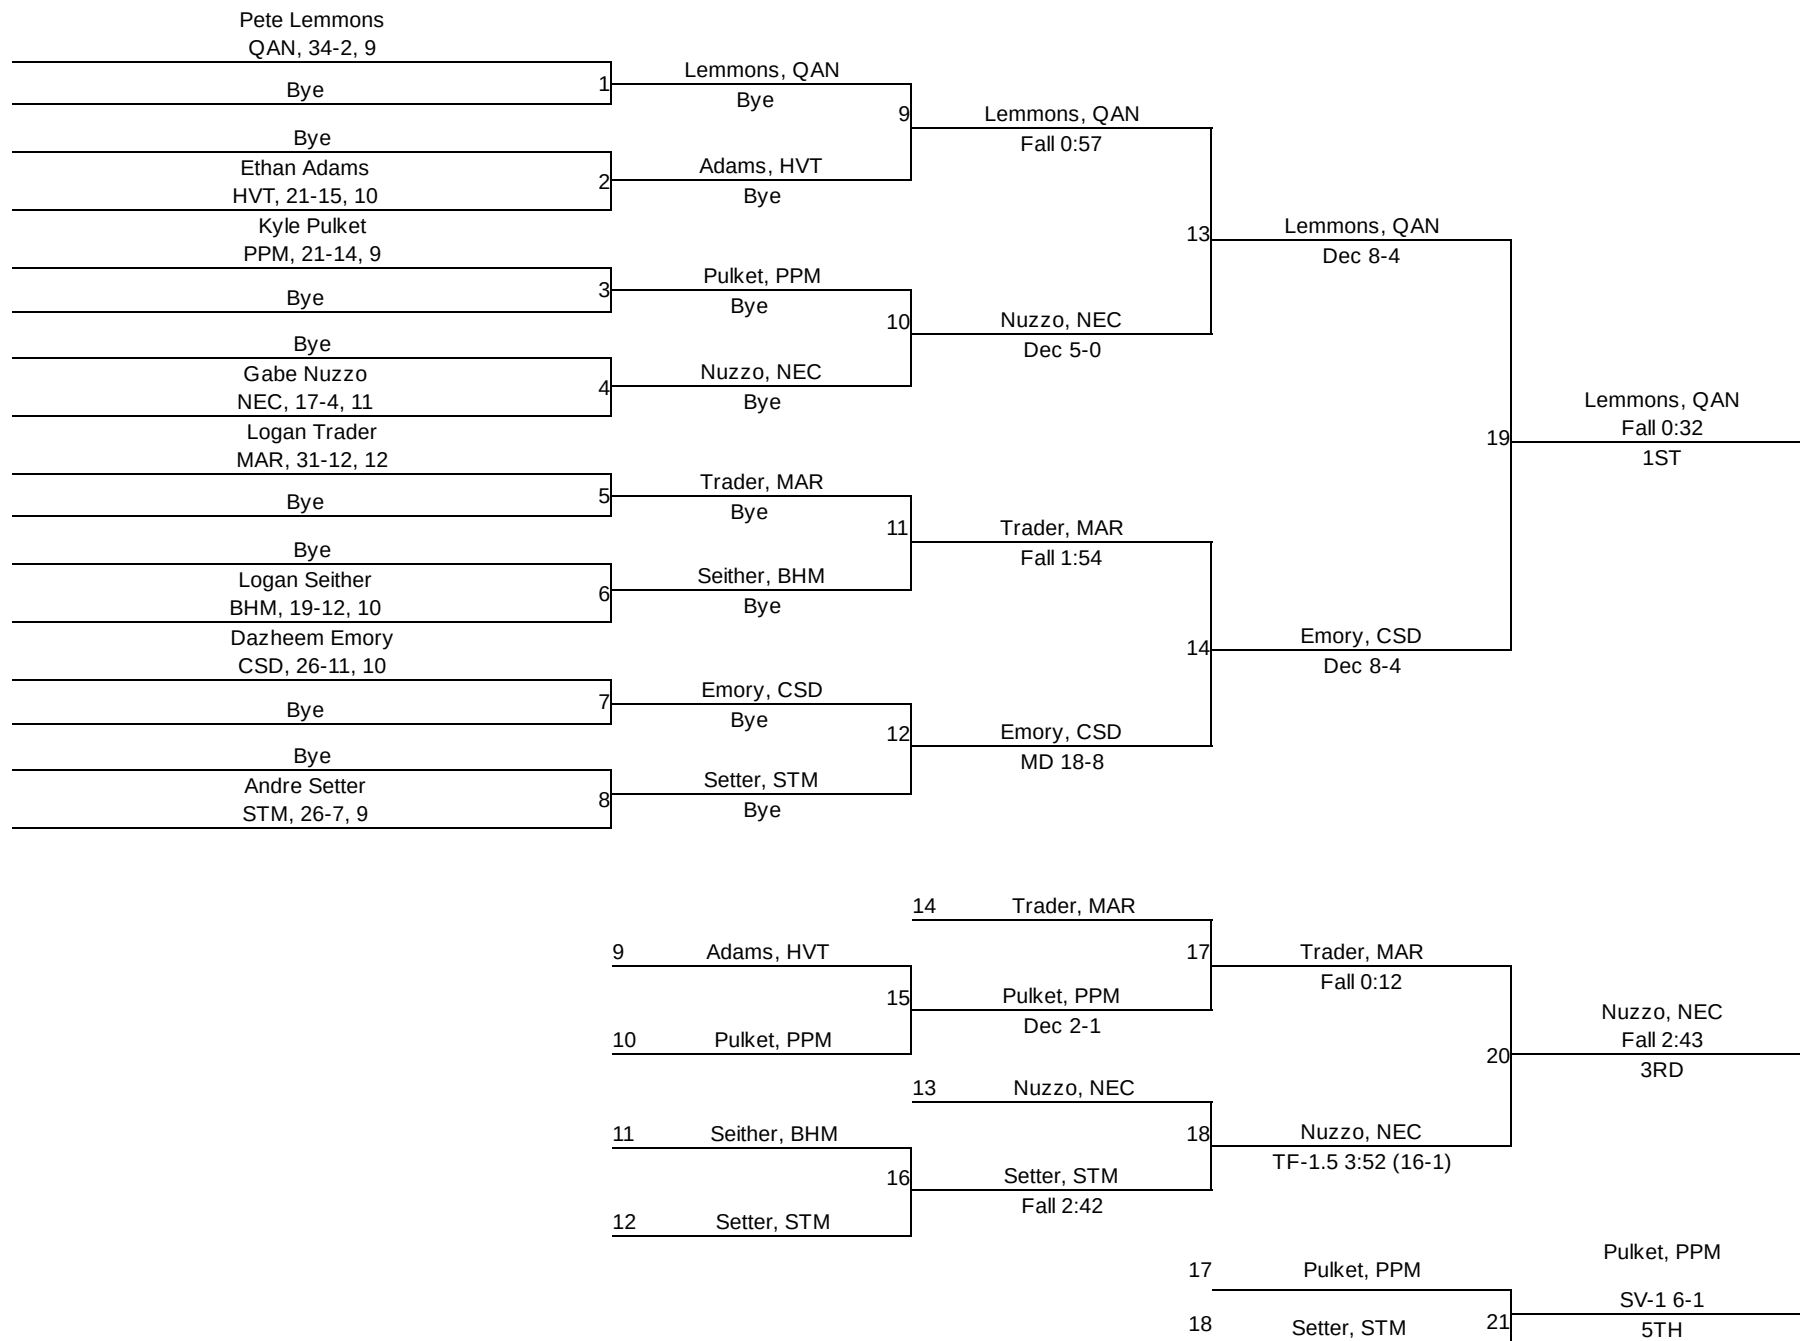 Pete Lemmons
QAN, 34-2, 9
Bye
1
Lemmons, QAN
Bye
Bye
Ethan Adams
HVT, 21-15, 10
2
Adams, HVT
Bye
9
Lemmons, QAN
Fall 0:57
Kyle Pulket
PPM, 21-14, 9
Bye
3
Pulket, PPM
Bye
Bye
Gabe Nuzzo
NEC, 17-4, 11
4
Nuzzo, NEC
Bye
10
Nuzzo, NEC
Dec 5-0
13
Lemmons, QAN
Dec 8-4
Logan Trader
MAR, 31-12, 12
Bye
5
Trader, MAR
Bye
Bye
Logan Seither
BHM, 19-12, 10
6
Seither, BHM
Bye
11
Trader, MAR
Fall 1:54
Dazheem Emory
CSD, 26-11, 10
Bye
7
Emory, CSD
Bye
Bye
Andre Setter
STM, 26-7, 9
8
Setter, STM
Bye
12
Emory, CSD
MD 18-8
14
Emory, CSD
Dec 8-4
19
Lemmons, QAN
Fall 0:32
1ST
14
Trader, MAR
9
Adams, HVT
10
Pulket, PPM
15
Pulket, PPM
Dec 2-1
17
Trader, MAR
Fall 0:12
13
Nuzzo, NEC
11
Seither, BHM
12
Setter, STM
16
Setter, STM
Fall 2:42
18
Nuzzo, NEC
TF-1.5 3:52 (16-1)
20
Nuzzo, NEC
Fall 2:43
3RD
17
Pulket, PPM
18
Setter, STM
21
Pulket, PPM
SV-1 6-1
5TH